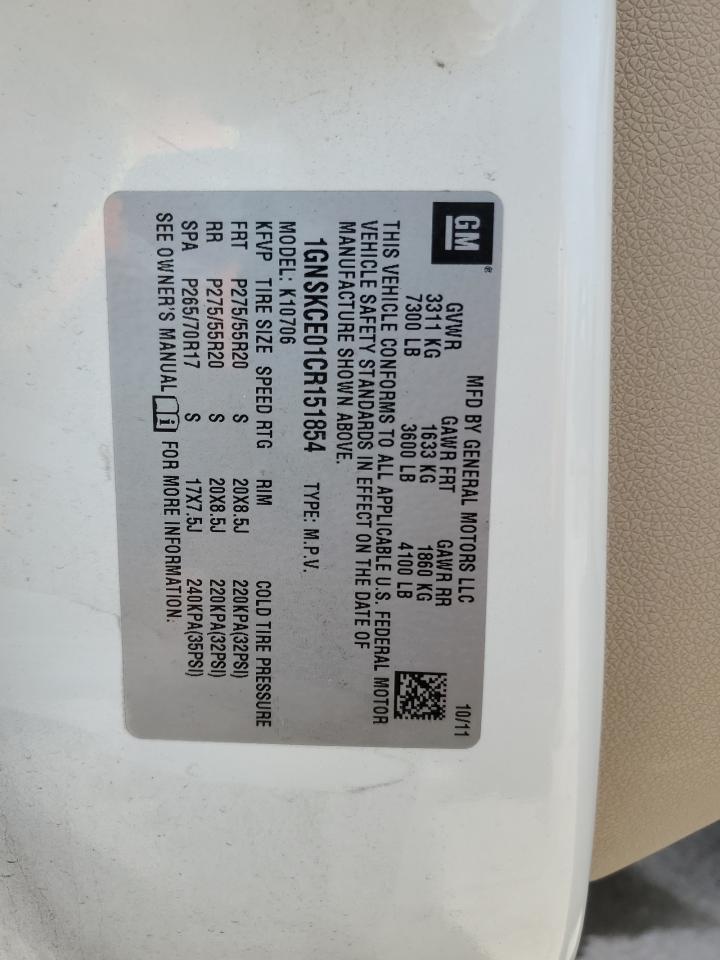 GM®
MFD BY GENERAL MOTORS LLC 10/11
GVWR GAWR FRT GAWR RR
3311 KG 1633 KG 1860 KG
7300 LB 3600 LB 4100 LB
THIS VEHICLE CONFORMS TO ALL APPLICABLE U.S. FEDERAL MOTOR
VEHICLE SAFETY STANDARDS IN EFFECT ON THE DATE OF
MANUFACTURE SHOWN ABOVE.
1GNSKCE01CR151854 TYPE: M.P.V.
MODEL: K10706
KFVP TIRE SIZE SPEED RTG RIM COLD TIRE PRESSURE
FRT P275/55R20 S 20X8.5J 220KPA(32PSI)
RR P275/55R20 S 20X8.5J 220KPA(32PSI)
SPA P265/70R17 S 17X7.5J 240KPA(35PSI)
SEE OWNER'S MANUAL i FOR MORE INFORMATION.